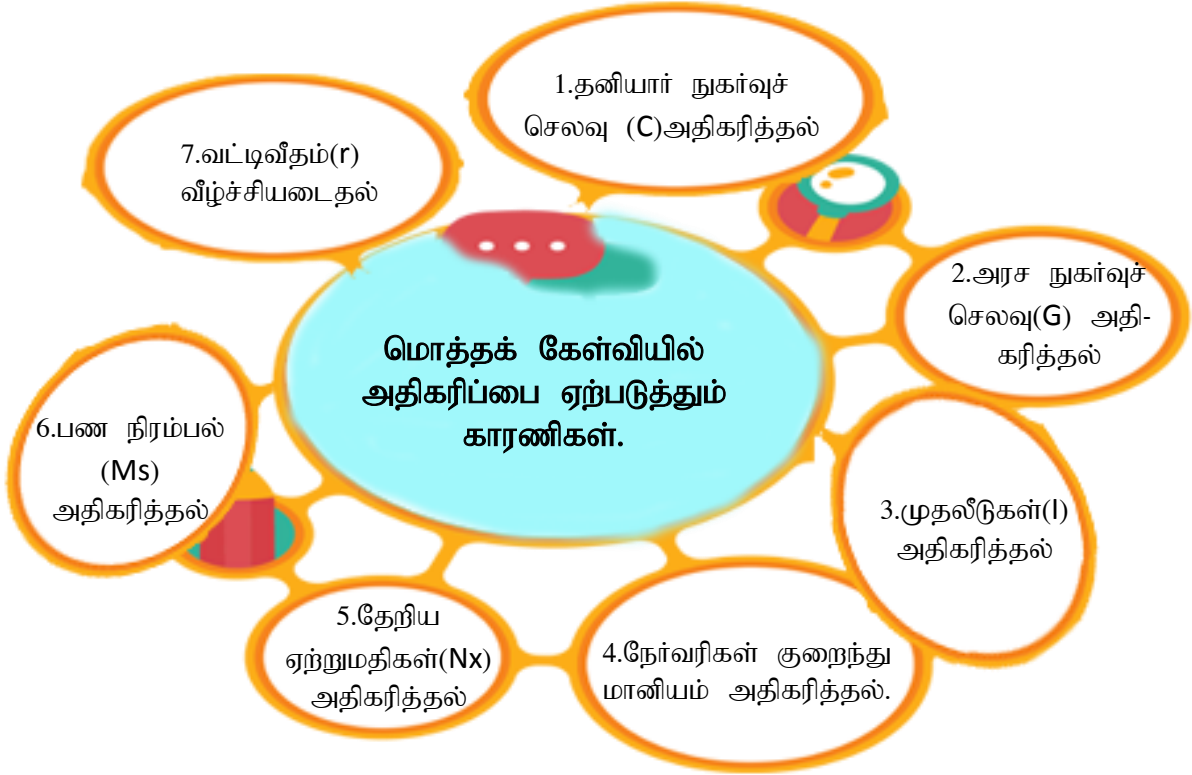 மொத்தக் கேள்வியில்
அதிகரிப்பை ஏற்படுத்தும்
காரணிகள்.
1.தனியார் நுகர்வுச்
செலவு (C)அதிகரித்தல்
2.அரச நுகர்வுச்
செலவு(G) அதி-
கரித்தல்
3.முதலீடுகள்(I)
அதிகரித்தல்
4.நேர்வரிகள் குறைந்து
மானியம் அதிகரித்தல்.
5.தேறிய
ஏற்றுமதிகள்(Nx)
அதிகரித்தல்
6.பண நிரம்பல்
(Ms)
அதிகரித்தல்
7.வட்டிவீதம்(r)
வீழ்ச்சியடைதல்